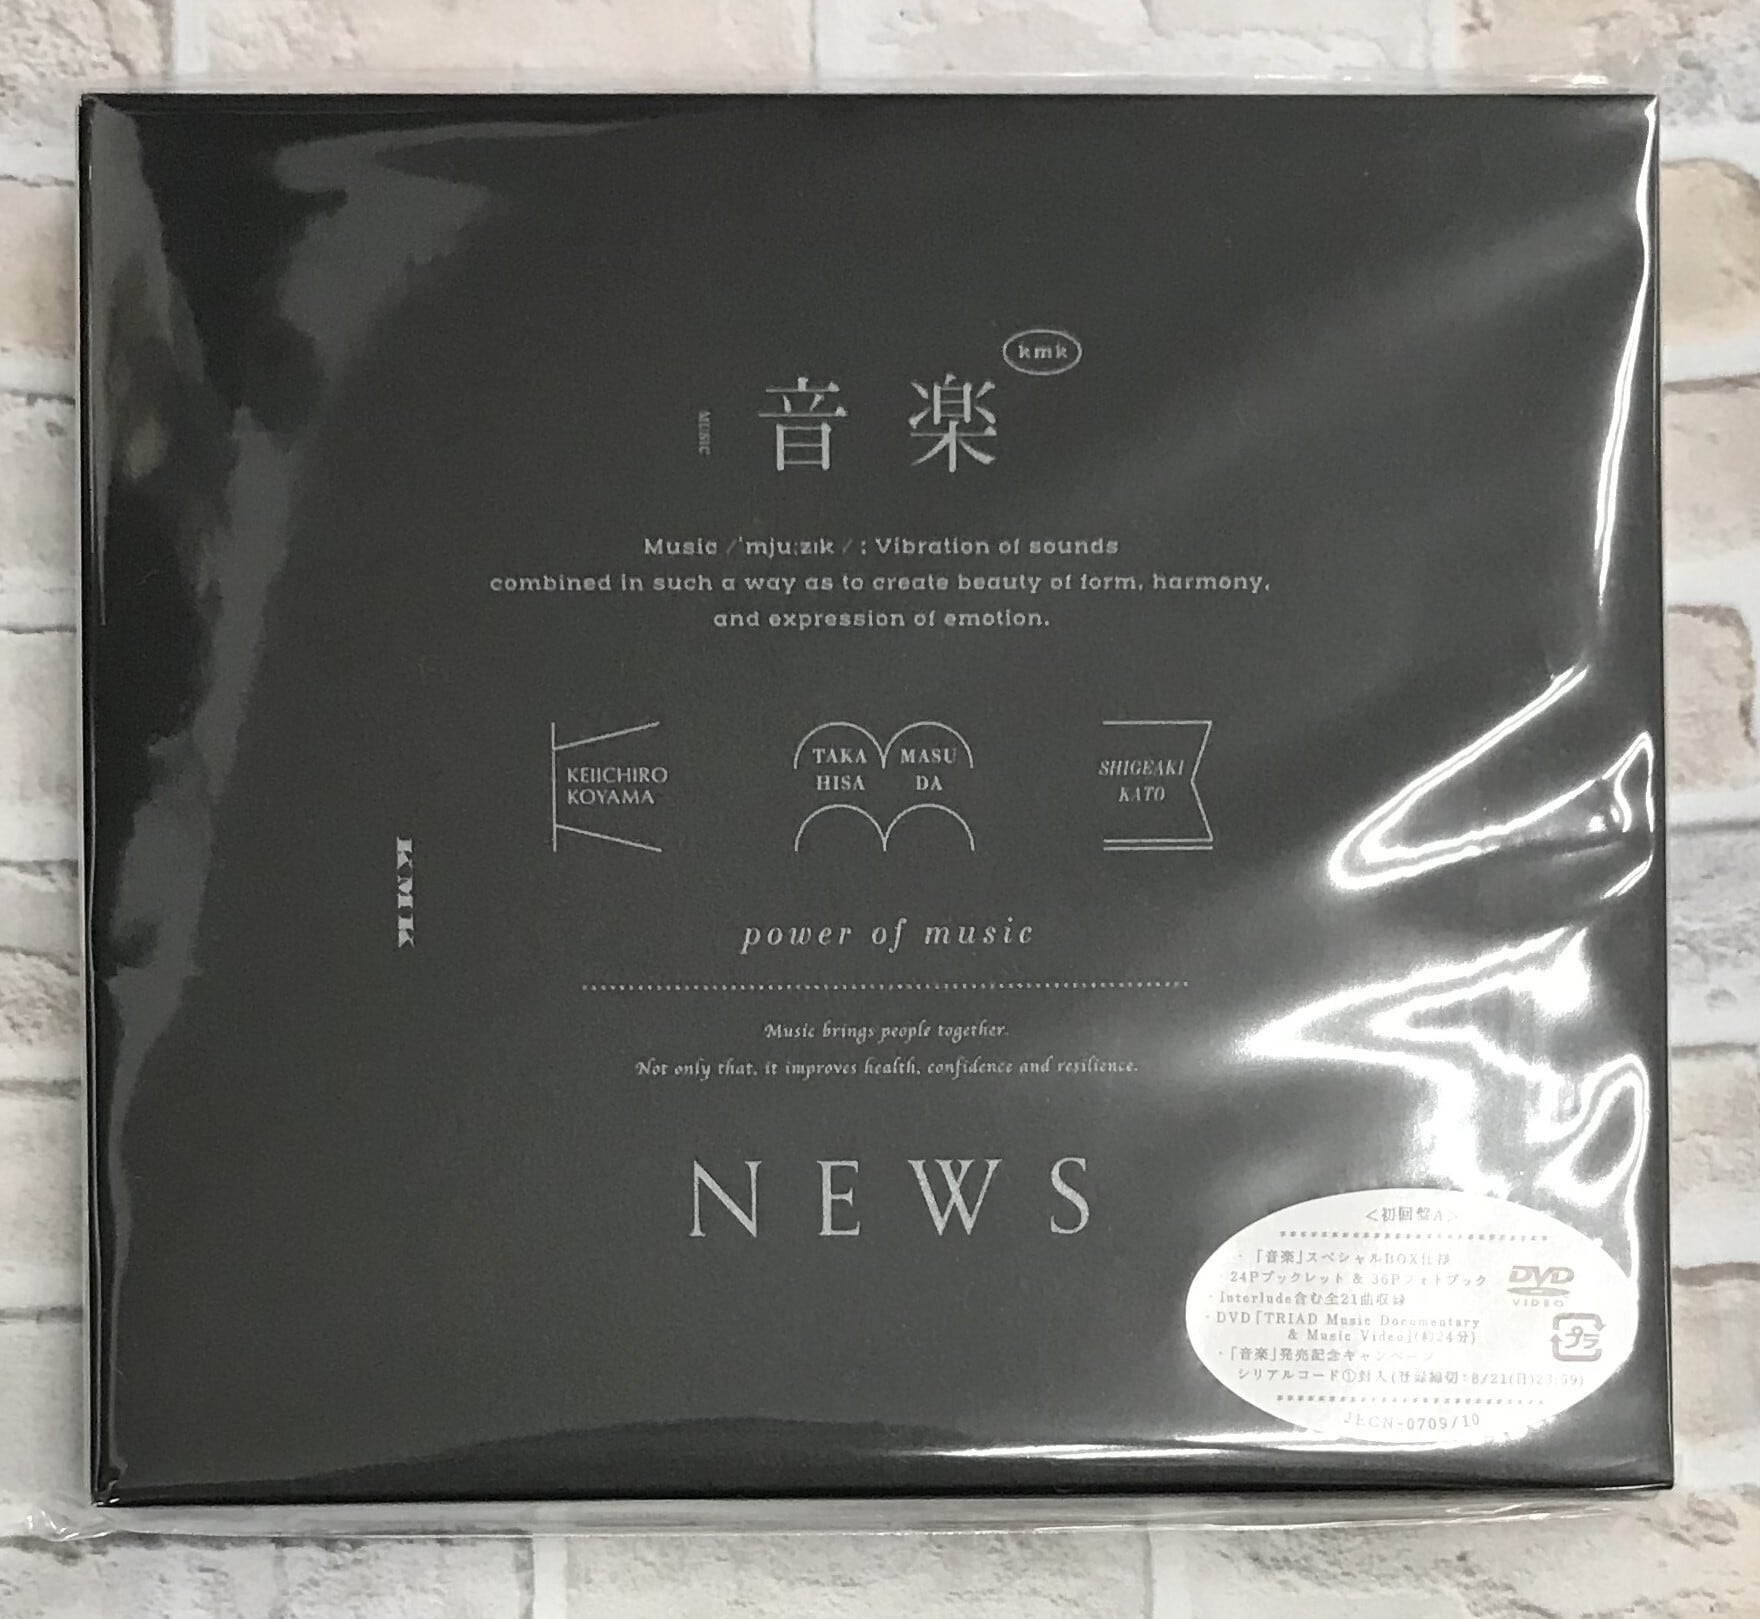 kmk
MUSIC
音楽
Music /ˈmjuːzɪk/ ; Vibration of sounds
combined in such a way as to create beauty of form, harmony,
and expression of emotion.
KEIICHIRO
KOYAMA
TAKA MASU
HISA DA
SHIGEAKI
KATO
KMK
power of music
Music brings people together.
Not only that, it improves health, confidence and resilience.
NEWS
<初回盤A>
・「音楽」スペシャルBOX仕様
・24Pブックレット & 36Pフォトブック
・Interlude含む全21曲収録
・DVD「TRIAD Music Documentary
& Music Video」(約24分)
・「音楽」発売記念キャンペーン
シリアルコード①封入(登録締切:8/21(日)23:59)
JECN-0709/10
DVD
VIDEO
プラ